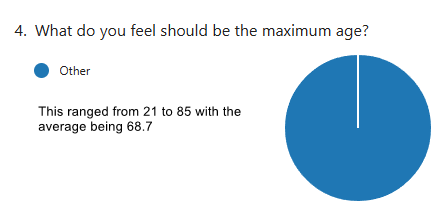 4. What do you feel should be the maximum age?
Other
This ranged from 21 to 85 with the
average being 68.7